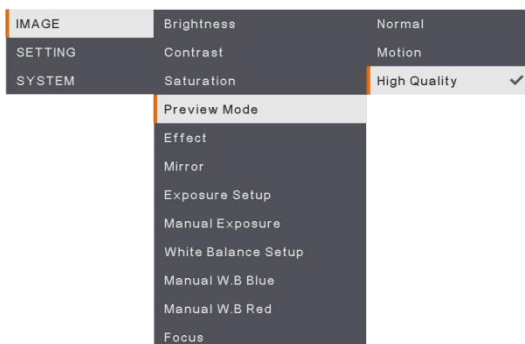 IMAGE
SETTING
SYSTEM
Brightness
Contrast
Saturation
Preview Mode
Effect
Mirror
Exposure Setup
Manual Exposure
White Balance Setup
Manual W.B Blue
Manual W.B Red
Focus
Normal
Motion
High Quality